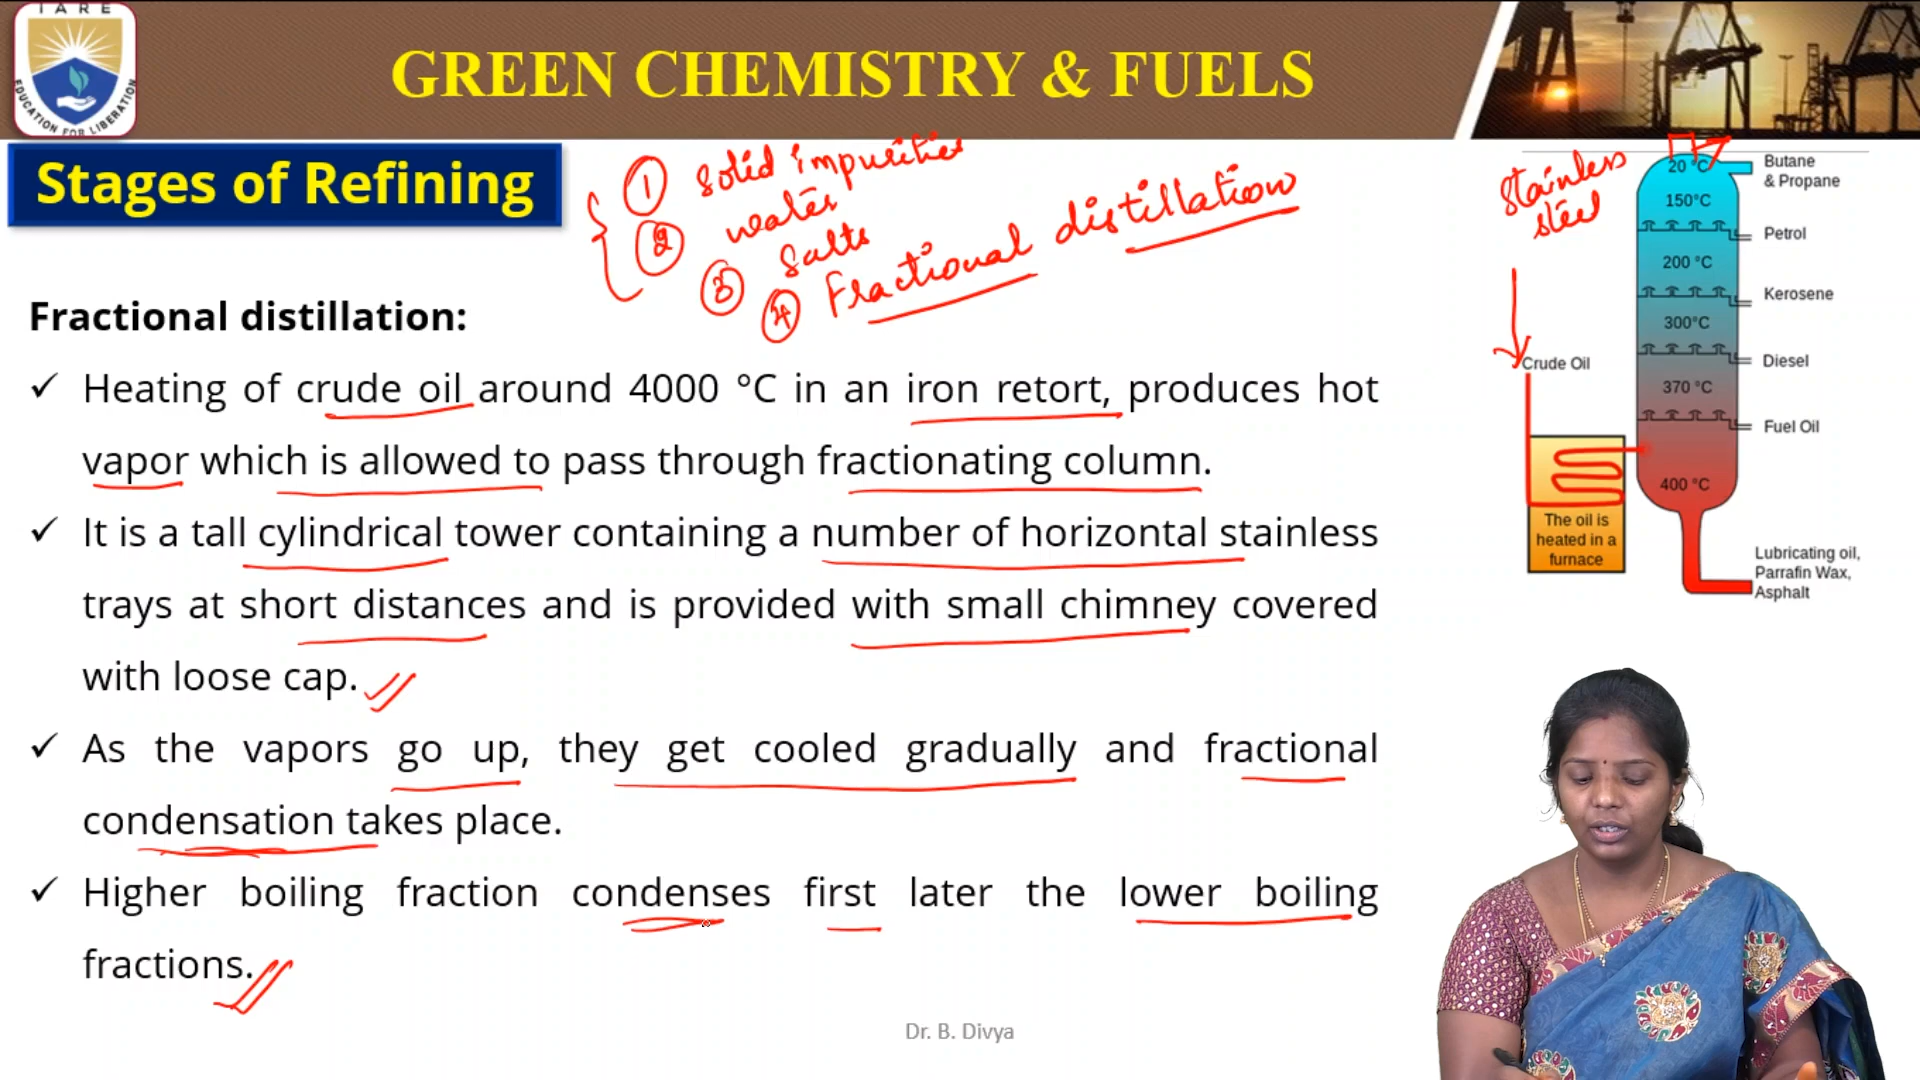 IARE
EDUCATION FOR LIBERATION
GREEN CHEMISTRY & FUELS
Stages of Refining
① solid impurities
② water
③ salts
④ Fractional distillation
Fractional distillation:
✓ Heating of crude oil around 4000 °C in an iron retort, produces hot
vapor which is allowed to pass through fractionating column.
✓ It is a tall cylindrical tower containing a number of horizontal stainless
trays at short distances and is provided with small chimney covered
with loose cap.
✓ As the vapors go up, they get cooled gradually and fractional
condensation takes place.
✓ Higher boiling fraction condenses first later the lower boiling
fractions.
Stainless
steel
Crude Oil
The oil is
heated in a
furnace
20 °C
150°C
200 °C
300°C
370 °C
400 °C
Butane
& Propane
Petrol
Kerosene
Diesel
Fuel Oil
Lubricating oil,
Parrafin Wax,
Asphalt
Dr. B. Divya